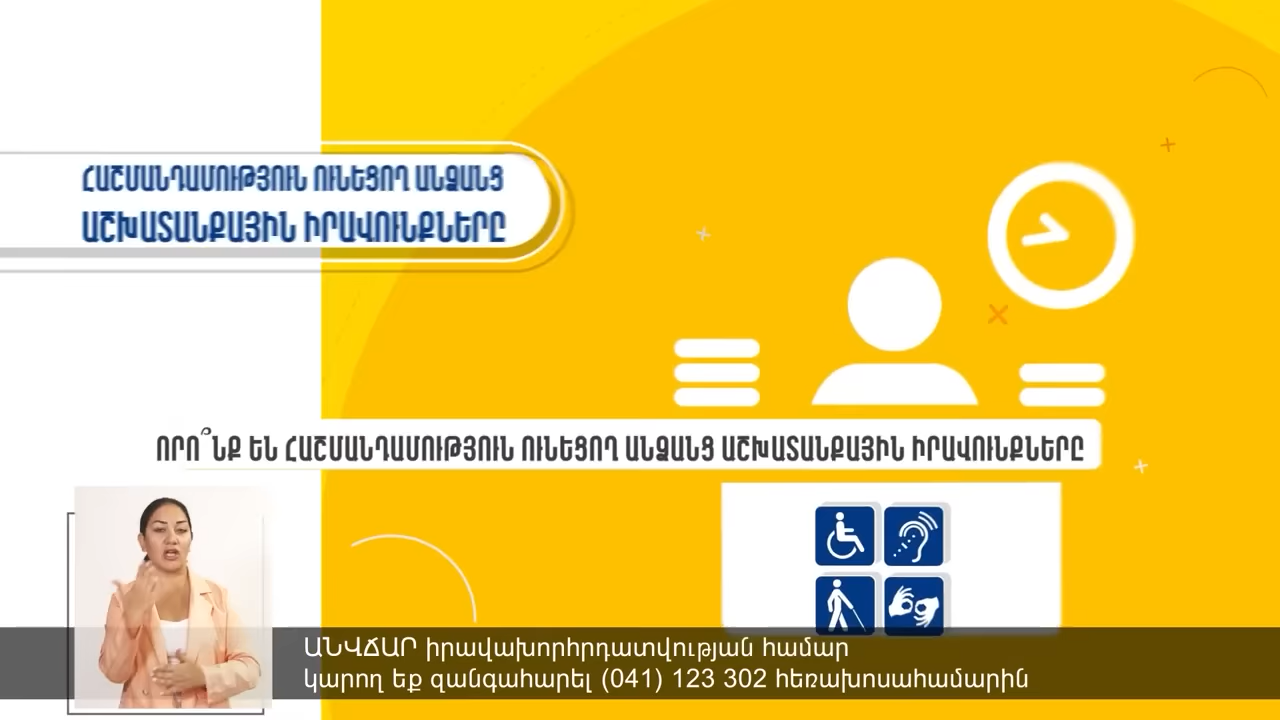 ՀԱՇՄԱՆԴԱՄՈՒԹՅՈՒՆ ՈՒՆԵՑՈՂ ԱՆՁԱՆՑ
ԱՇԽԱՏԱՆՔԱՅԻՆ ԻՐԱՎՈՒՆՔՆԵՐԸ
ՈՐՈ՞ՆՔ ԵՆ ՀԱՇՄԱՆԴԱՄՈՒԹՅՈՒՆ ՈՒՆԵՑՈՂ ԱՆՁԱՆՑ ԱՇԽԱՏԱՆՔԱՅԻՆ ԻՐԱՎՈՒՆՔՆԵՐԸ
ԱՆՎՃԱՐ իրավախորհրդատվության համար
կարող եք զանգահարել (041) 123 302 հեռախոսահամարին